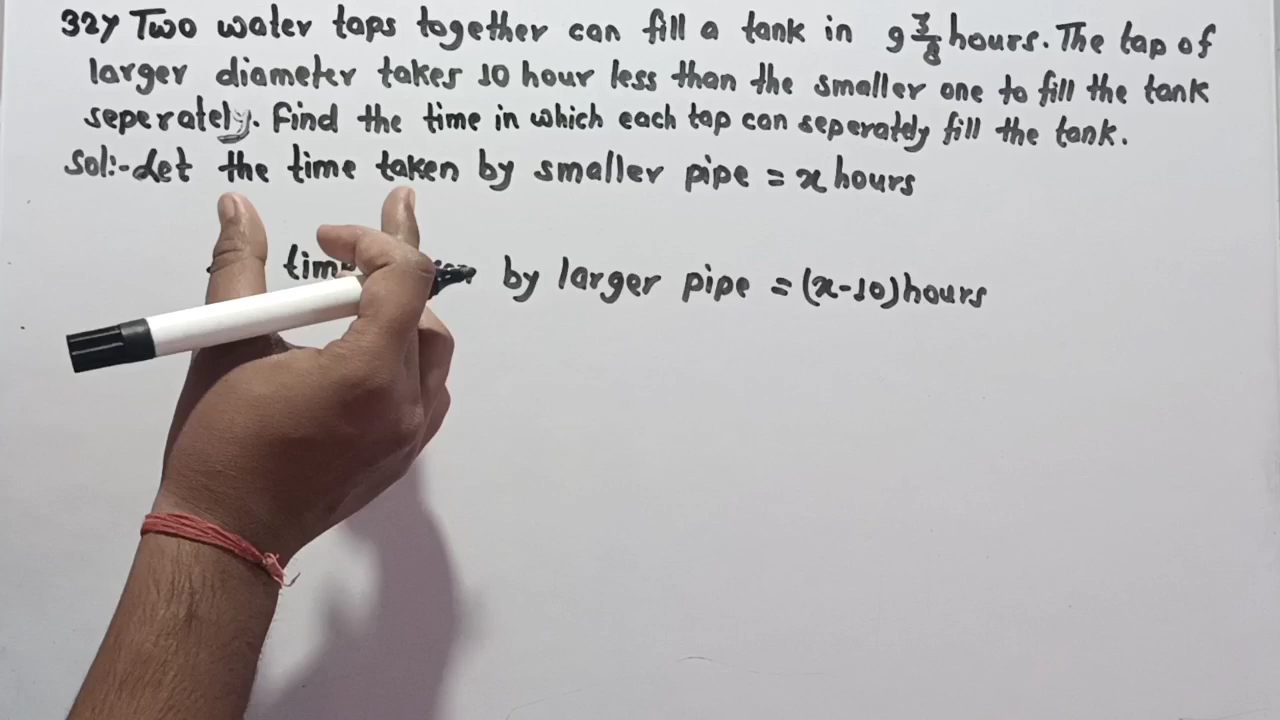 32) Two water taps together can fill a tank in 9 3/8 hours. The tap of
larger diameter takes 10 hour less than the smaller one to fill the tank
seperately. Find the time in which each tap can seperately fill the tank.
Sol:- Let the time taken by smaller pipe = x hours
by larger pipe = (x-10) hours